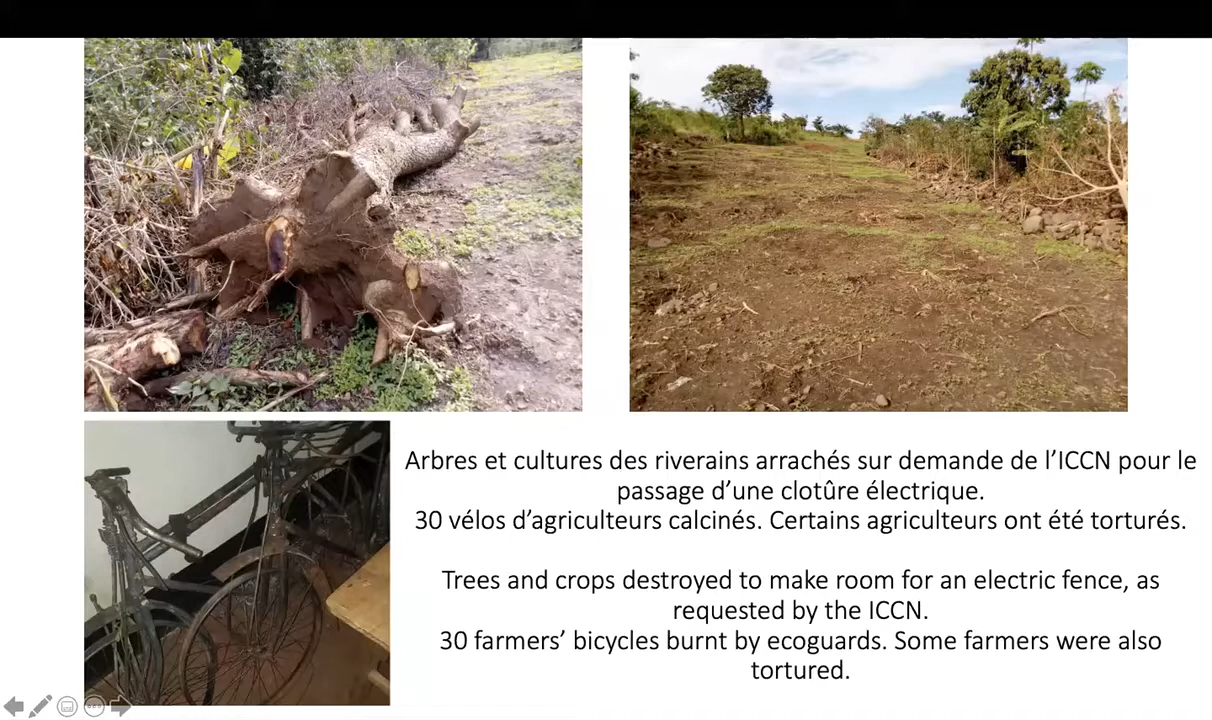 Arbres et cultures des riverains arrachés sur demande de l’ICCN pour le
passage d’une clotûre électrique.
30 vélos d’agriculteurs calcinés. Certains agriculteurs ont été torturés.
Trees and crops destroyed to make room for an electric fence, as
requested by the ICCN.
30 farmers’ bicycles burnt by ecoguards. Some farmers were also
tortured.